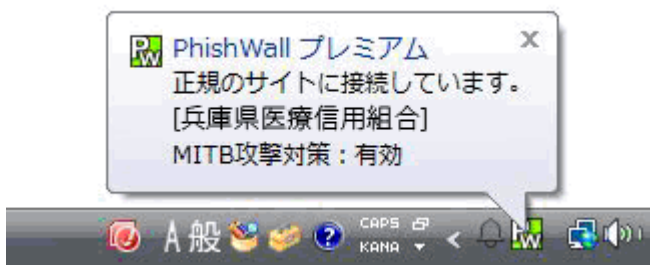 PhishWall プレミアム
正規のサイトに接続しています。
[兵庫県医療信用組合]
MITB攻撃対策：有効
A 般 CAPS KANA